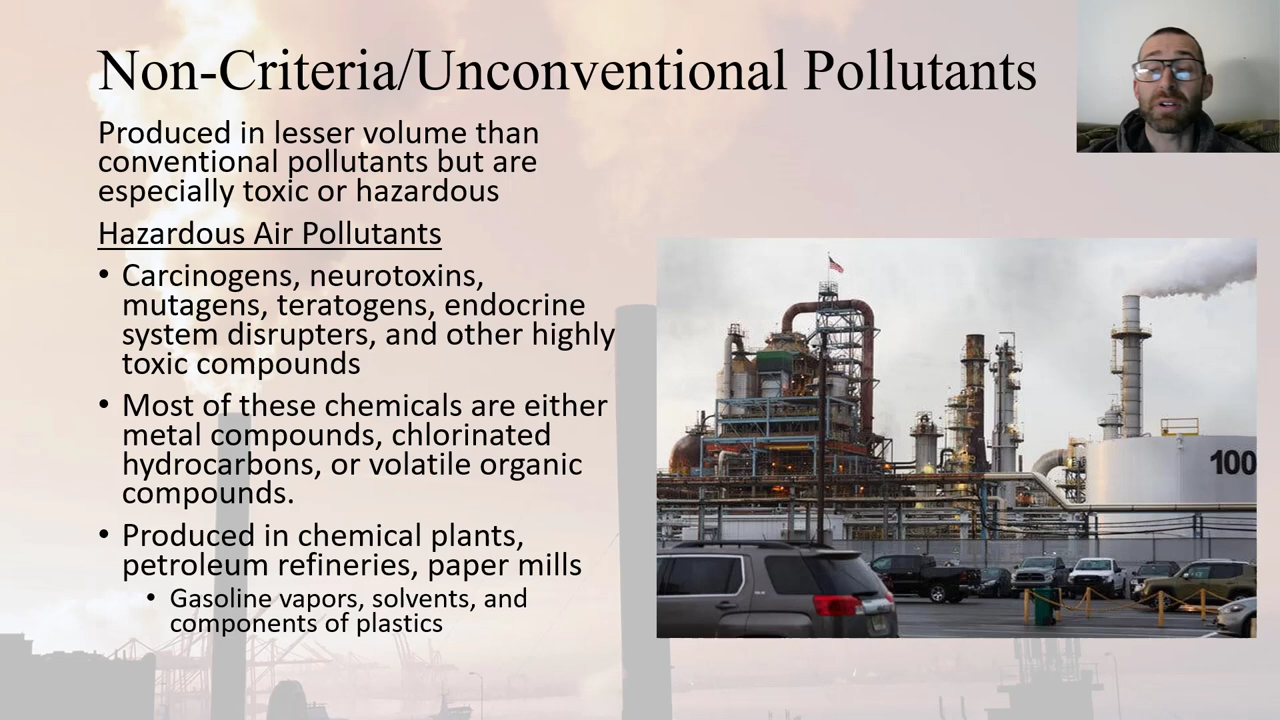 Non-Criteria/Unconventional Pollutants
Produced in lesser volume than
conventional pollutants but are
especially toxic or hazardous
Hazardous Air Pollutants
• Carcinogens, neurotoxins,
mutagens, teratogens, endocrine
system disrupters, and other highly
toxic compounds
• Most of these chemicals are either
metal compounds, chlorinated
hydrocarbons, or volatile organic
compounds.
• Produced in chemical plants,
petroleum refineries, paper mills
• Gasoline vapors, solvents, and
components of plastics
100